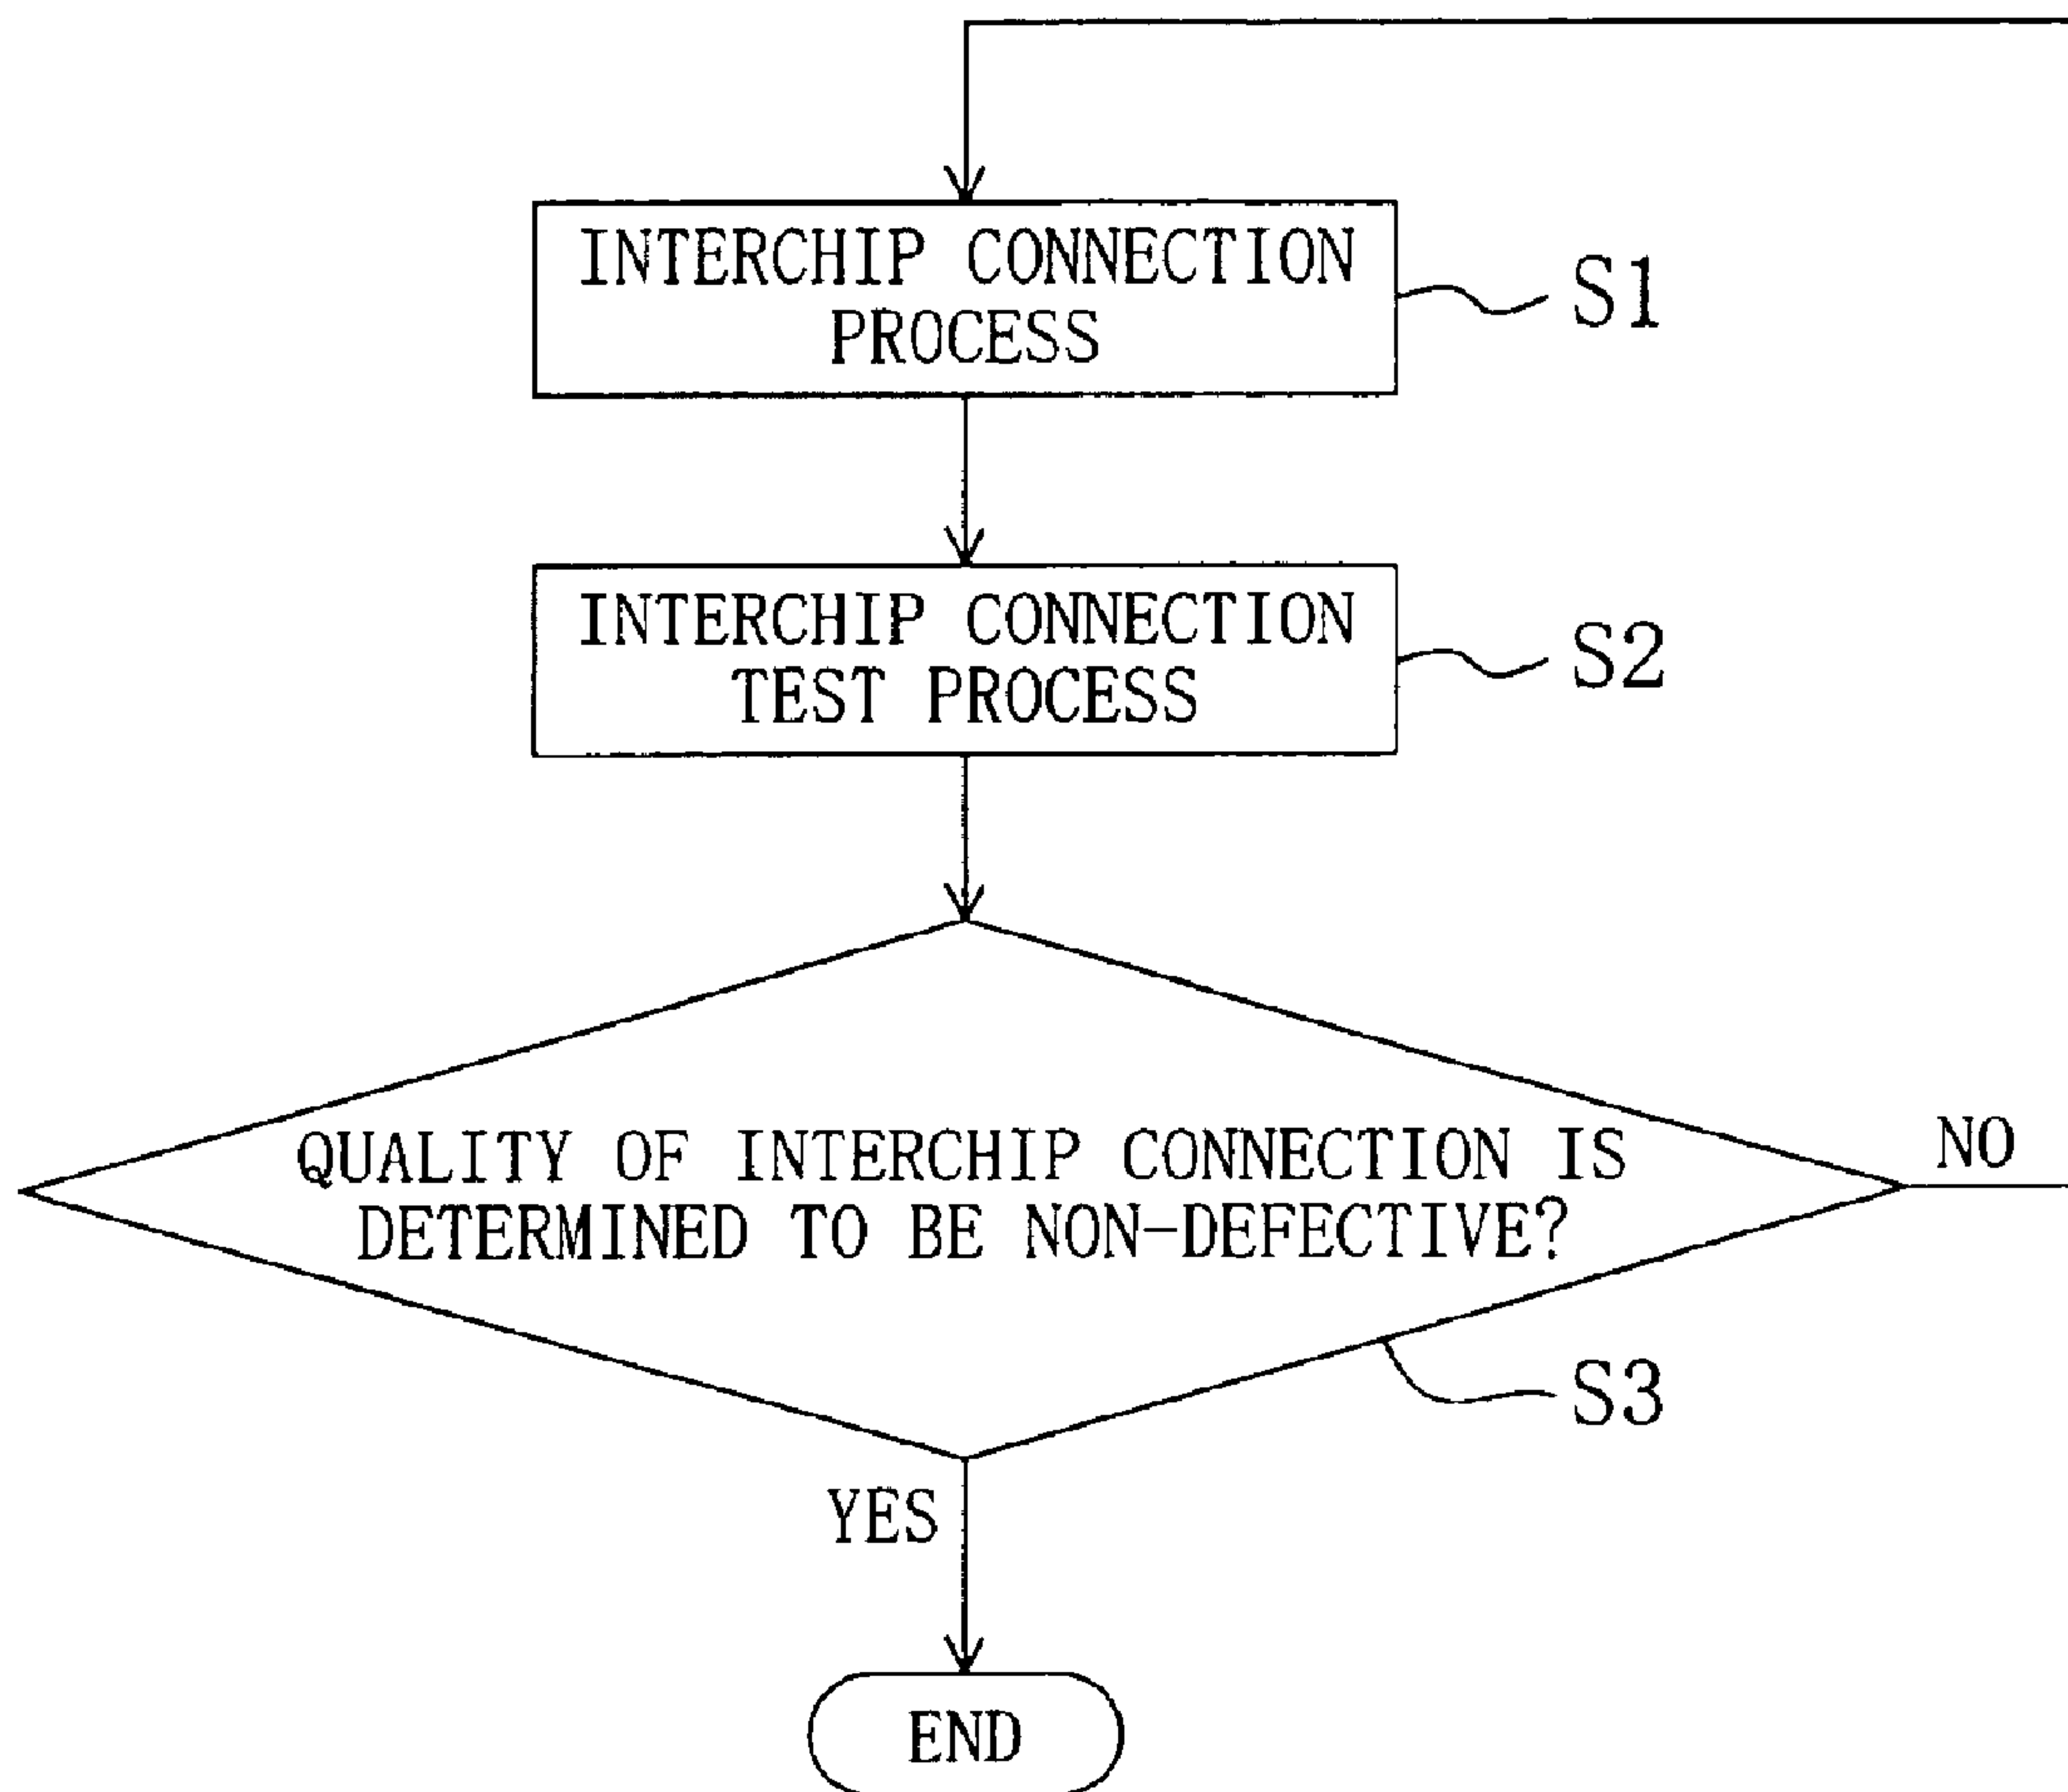 INTERCHIP CONNECTION
PROCESS
S1
INTERCHIP CONNECTION
TEST PROCESS
S2
QUALITY OF INTERCHIP CONNECTION IS
DETERMINED TO BE NON-DEFECTIVE?
NO
S3
YES
END